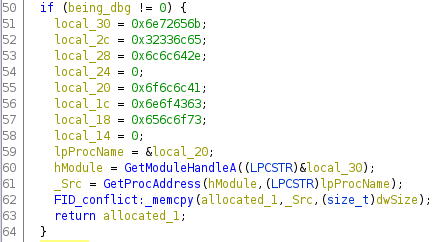 50 if (being_dbg != 0) {
51 local_30 = 0x6e72656b;
52 local_2c = 0x32336c65;
53 local_28 = 0x6c6c642e;
54 local_24 = 0;
55 local_20 = 0x6f6c6c41;
56 local_1c = 0x6e6f4363;
57 local_18 = 0x656c6f73;
58 local_14 = 0;
59 lpProcName = &local_20;
60 hModule = GetModuleHandleA((LPCSTR)&local_30);
61 _Src = GetProcAddress(hModule,(LPCSTR)lpProcName);
62 FID_conflict:_memcpy(allocated_1,_Src,(size_t)dwSize);
63 return allocated_1;
64 }